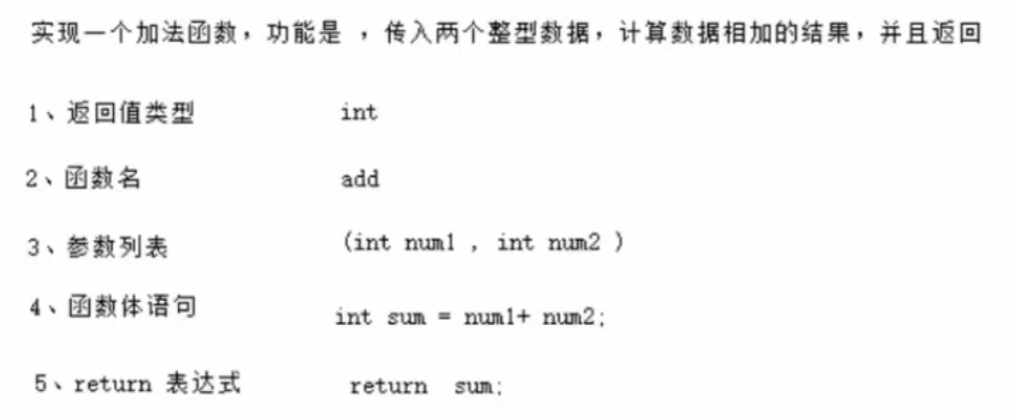 实现一个加法函数，功能是 ，传入两个整型数据，计算数据相加的结果，并且返回
1、返回值类型 int
2、函数名 add
3、参数列表 (int num1 , int num2 )
4、函数体语句 int sum = num1+ num2;
5、return 表达式 return sum;